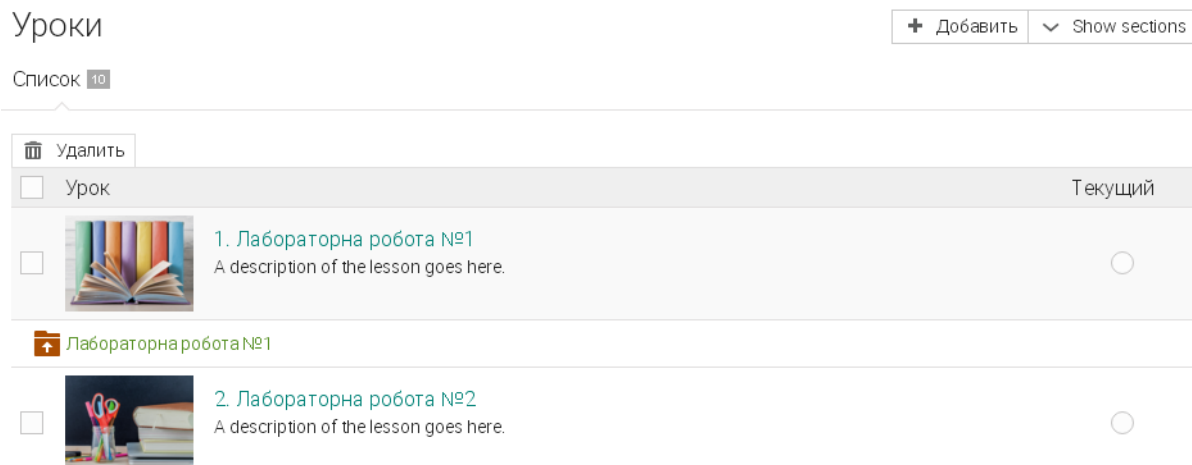 Уроки
+ Добавить Show sections
Список 10
Удалить
Урок Текущий
1. Лабораторна робота №1
A description of the lesson goes here.
Лабораторна робота №1
2. Лабораторна робота №2
A description of the lesson goes here.